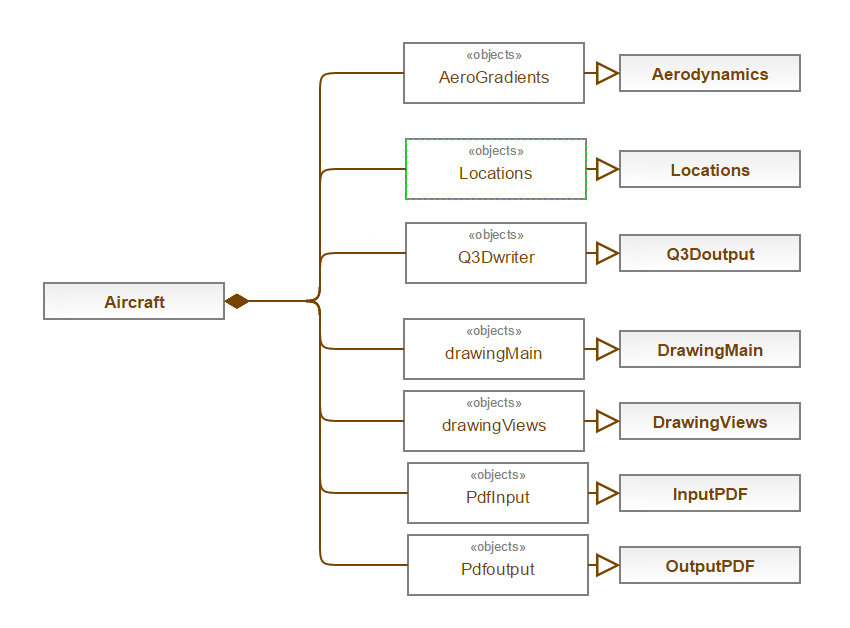 «objects»
AeroGradients
Aerodynamics
«objects»
Locations
Locations
«objects»
Q3Dwriter
Q3Doutput
Aircraft
«objects»
drawingMain
DrawingMain
«objects»
drawingViews
DrawingViews
«objects»
PdfInput
InputPDF
«objects»
Pdfoutput
OutputPDF